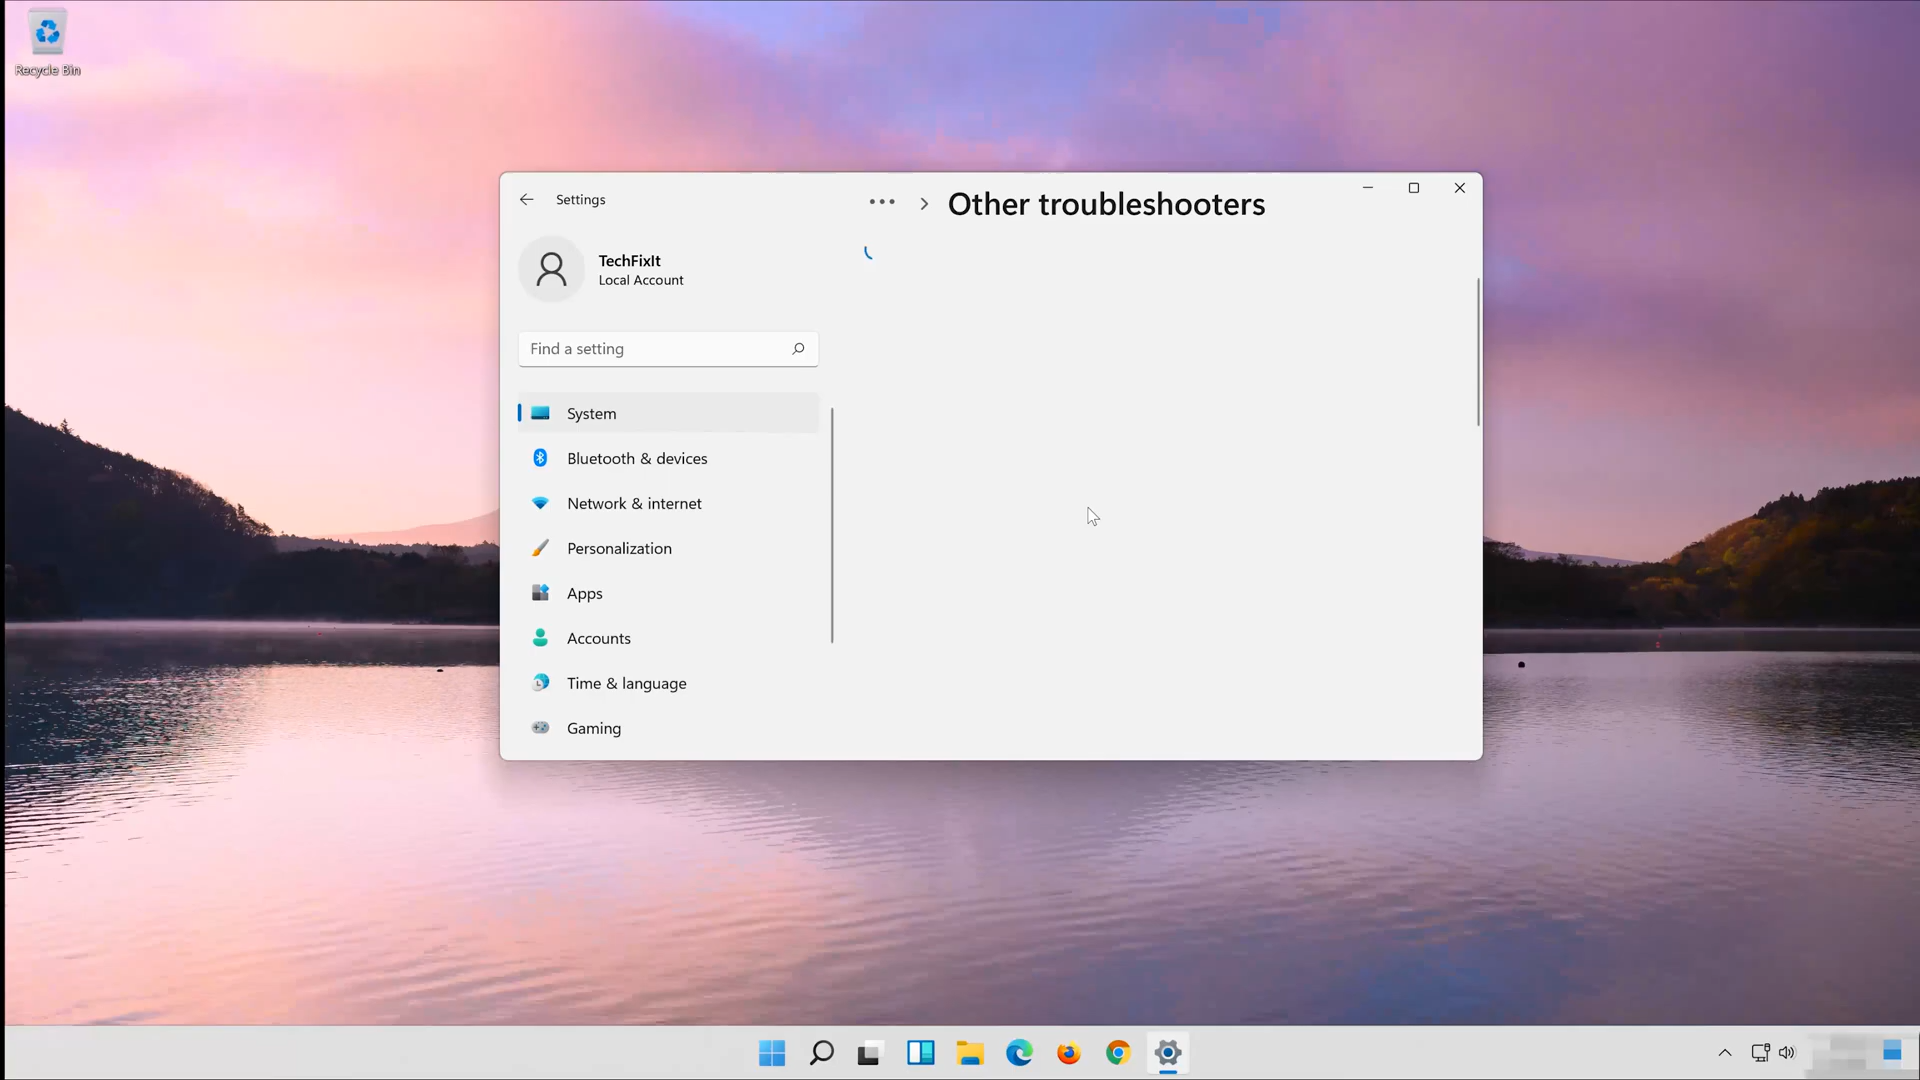 Recycle Bin
Settings
Other troubleshooters
TechFixIt
Local Account
Find a setting
System
Bluetooth & devices
Network & internet
Personalization
Apps
Accounts
Time & language
Gaming